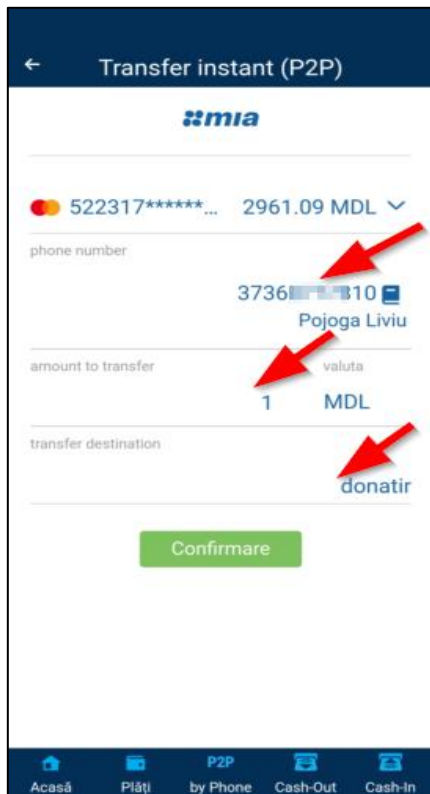 Transfer instant (P2P)
mia
522317******... 2961.09 MDL
phone number
3736 810
Pojoga Liviu
amount to transfer valuta
1 MDL
transfer destination
donatir
Confirmare
Acasă Plăți P2P by Phone Cash-Out Cash-In